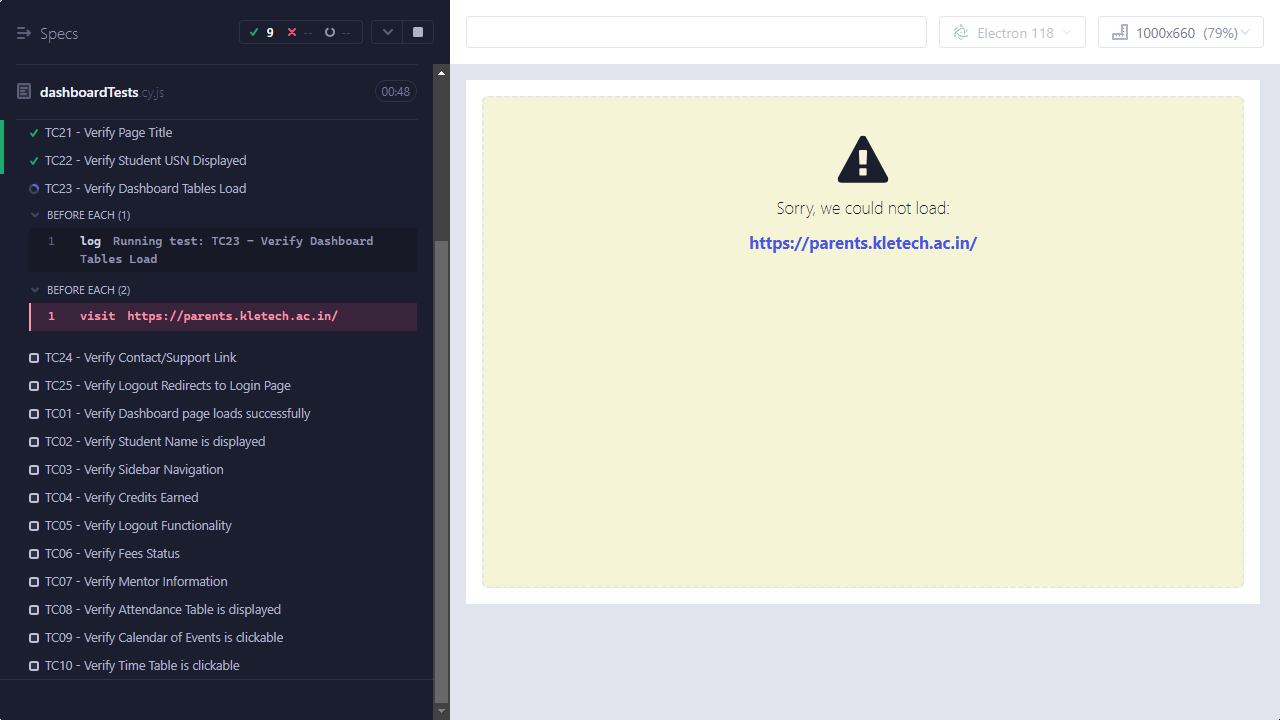 Specs
9
--
--
dashboardTests.cy.js
00:48
TC21 - Verify Page Title
TC22 - Verify Student USN Displayed
TC23 - Verify Dashboard Tables Load
BEFORE EACH (1)
1 log Running test: TC23 - Verify Dashboard
Tables Load
BEFORE EACH (2)
1 visit https://parents.kletech.ac.in/
TC24 - Verify Contact/Support Link
TC25 - Verify Logout Redirects to Login Page
TC01 - Verify Dashboard page loads successfully
TC02 - Verify Student Name is displayed
TC03 - Verify Sidebar Navigation
TC04 - Verify Credits Earned
TC05 - Verify Logout Functionality
TC06 - Verify Fees Status
TC07 - Verify Mentor Information
TC08 - Verify Attendance Table is displayed
TC09 - Verify Calendar of Events is clickable
TC10 - Verify Time Table is clickable
Electron 118
1000x660 (79%)
Sorry, we could not load:
https://parents.kletech.ac.in/